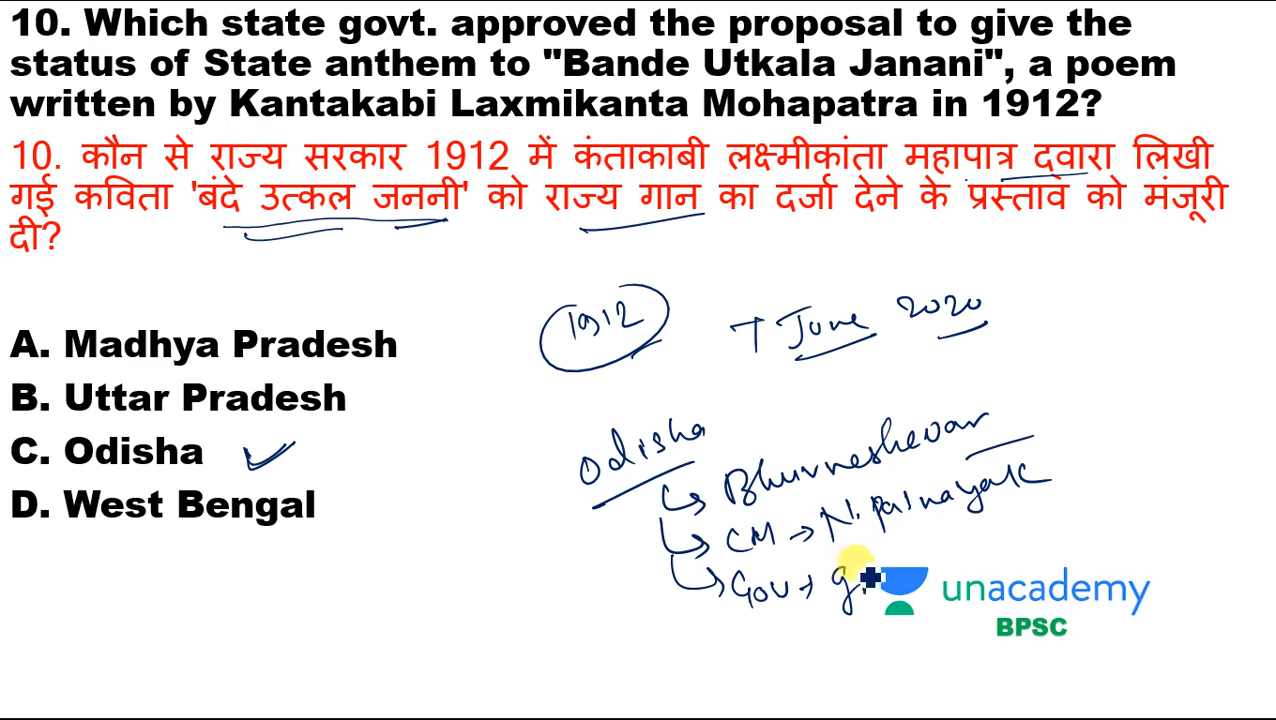 10. Which state govt. approved the proposal to give the
status of State anthem to "Bande Utkala Janani", a poem
written by Kantakabi Laxmikanta Mohapatra in 1912?
10. कौन से राज्य सरकार 1912 में कंताकाबी लक्ष्मीकांता महापात्र दवारा लिखी
गई कविता 'बंदे उत्कल जननी' को राज्य गान का दर्जा देने के प्रस्ताव को मंजूरी
दी?
1912
7 June 2020
A. Madhya Pradesh
B. Uttar Pradesh
C. Odisha
D. West Bengal
Odisha
Bhuvneshewar
CM → N. Patnayak
Gov → g
unacademy
BPSC